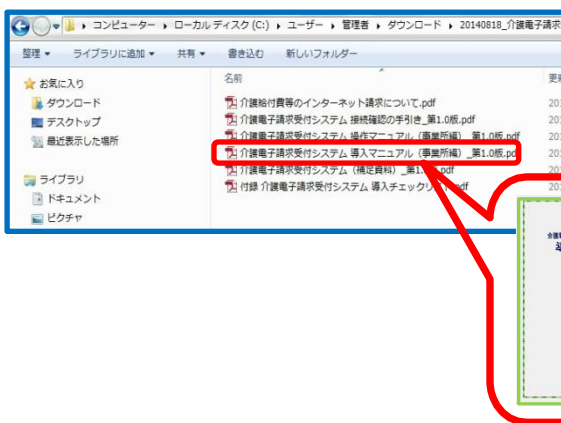 ▸ コンピューター ▸ ローカル ディスク (C:) ▸ ユーザー ▸ 管理者 ▸ ダウンロード ▸ 20140818_介護電子請求
整理 ▼ ライブラリに追加 ▼ 共有 ▼ 書き込む 新しいフォルダー
お気に入り
ダウンロード
デスクトップ
最近表示した場所
ライブラリ
ドキュメント
ピクチャ
名前
介護給付費等のインターネット請求について.pdf
介護電子請求受付システム 接続確認の手引き_第1.0版.pdf
介護電子請求受付システム 操作マニュアル(事業所編)_第1.0版.pdf
介護電子請求受付システム 導入マニュアル(事業所編)_第1.0版.pd
介護電子請求受付システム(補足資料)_第1. .pdf
付録 介護電子請求受付システム 導入チェックリ
更
20
20
20
20
20
20
介護電
導